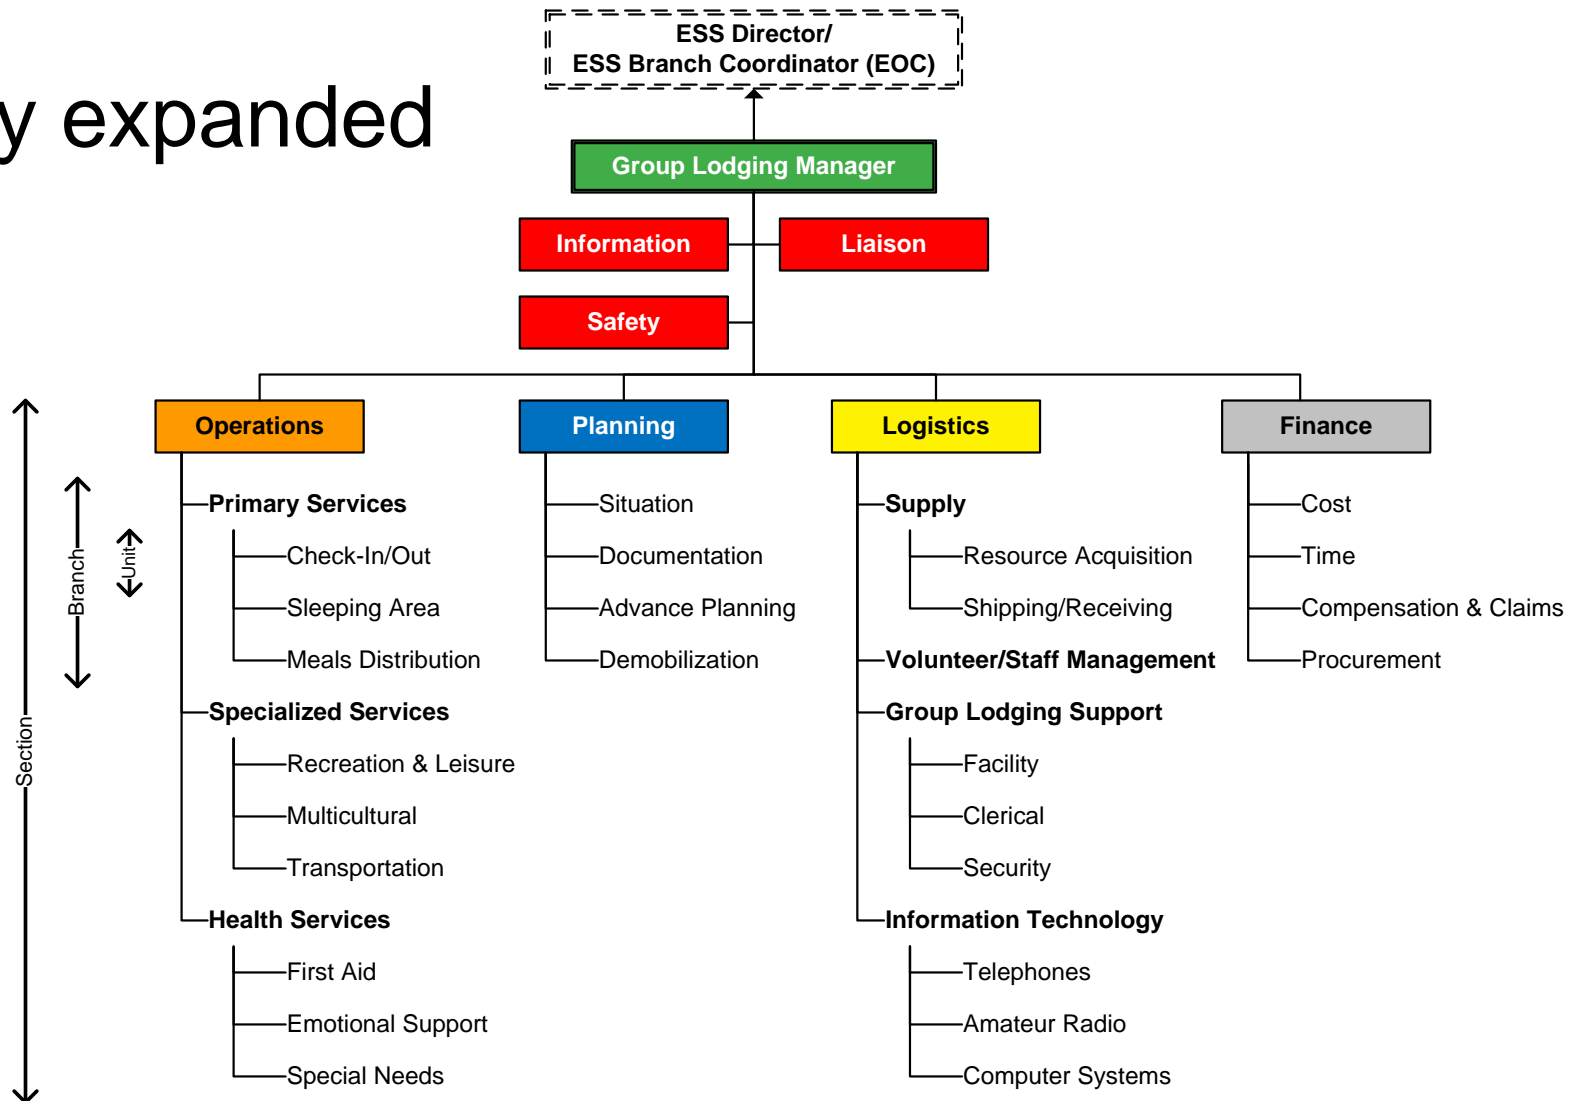 ESS Director/
ESS Branch Coordinator (EOC)
y expanded
Group Lodging Manager
Information
Liaison
Safety
Operations
Planning
Logistics
Finance
Primary Services
Check-In/Out
Sleeping Area
Meals Distribution
Specialized Services
Recreation & Leisure
Multicultural
Transportation
Health Services
First Aid
Emotional Support
Special Needs
Situation
Documentation
Advance Planning
Demobilization
Supply
Resource Acquisition
Shipping/Receiving
Volunteer/Staff Management
Group Lodging Support
Facility
Clerical
Security
Information Technology
Telephones
Amateur Radio
Computer Systems
Cost
Time
Compensation & Claims
Procurement
Section
Branch
Unit